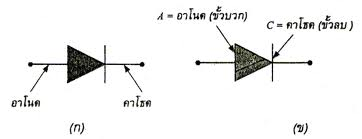 A = อาโนด (ขั้วบวก)
C = คาโธด (ขั้วลบ )
อาโนด
คาโธด
(ก)
(ข)